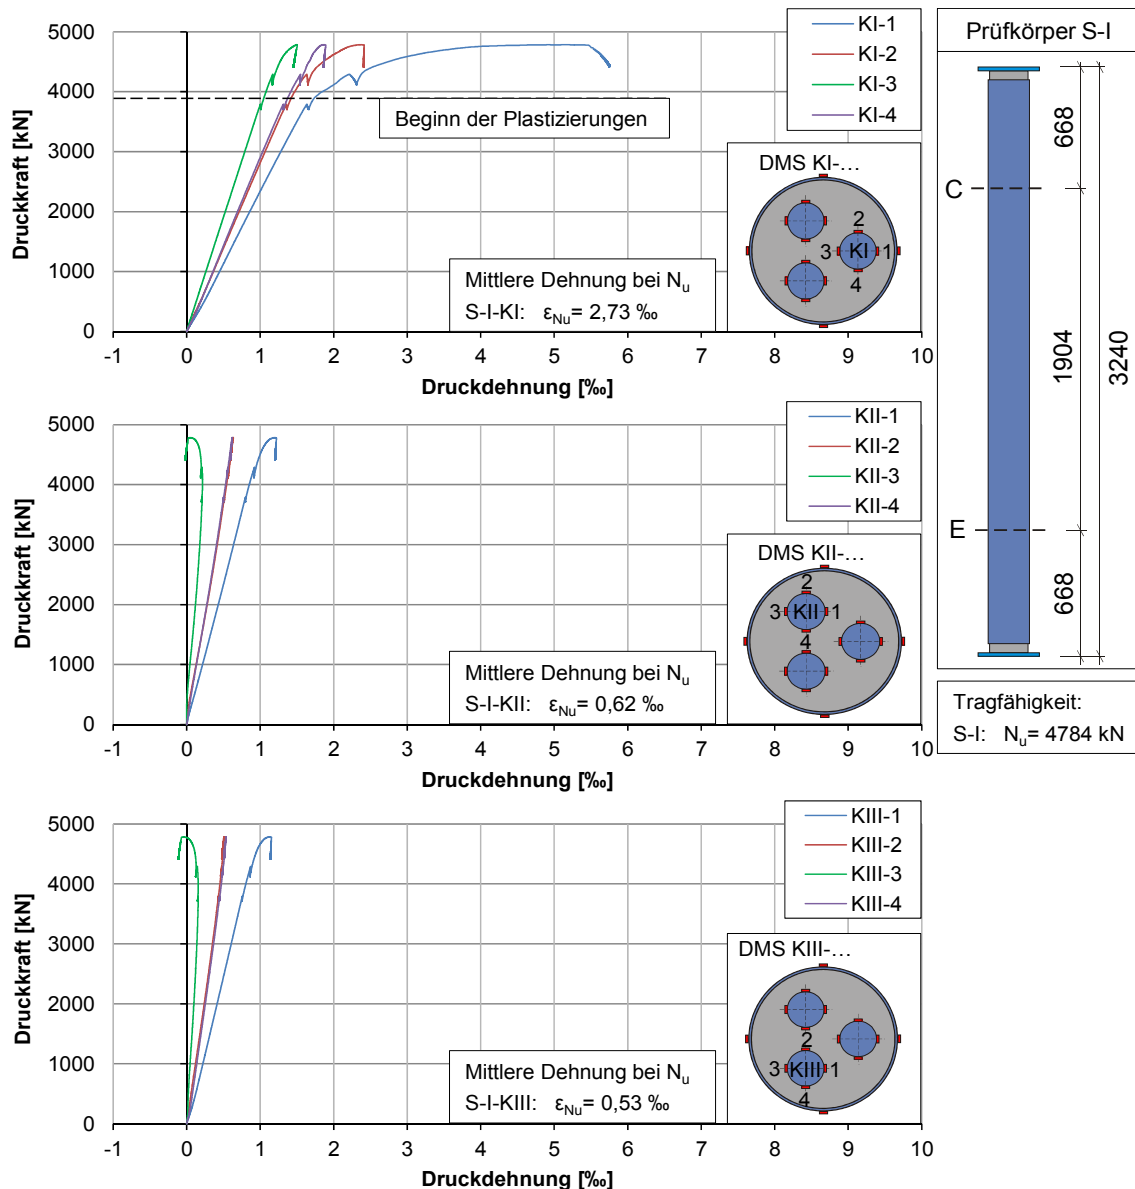 5000
4000
3000
2000
1000
0
Druckkraft [kN]
-1 0 1 2 3 4 5 6 7 8 9 10
Druckdehnung [‰]
KI-1
KI-2
KI-3
KI-4
Beginn der Plastizierungen
Mittlere Dehnung bei Nu
S-I-KI: εNu= 2,73 ‰
DMS KI-…
2
3 KI 1
4
Prüfkörper S-I
C
E
668
1904
668
3240
Tragfähigkeit:
S-I: Nu= 4784 kN
5000
4000
3000
2000
1000
0
Druckkraft [kN]
-1 0 1 2 3 4 5 6 7 8 9 10
Druckdehnung [‰]
KII-1
KII-2
KII-3
KII-4
Mittlere Dehnung bei Nu
S-I-KII: εNu= 0,62 ‰
DMS KII-…
2
3 KII 1
4
5000
4000
3000
2000
1000
0
Druckkraft [kN]
-1 0 1 2 3 4 5 6 7 8 9 10
Druckdehnung [‰]
KIII-1
KIII-2
KIII-3
KIII-4
Mittlere Dehnung bei Nu
S-I-KIII: εNu= 0,53 ‰
DMS KIII-…
2
3 KIII 1
4